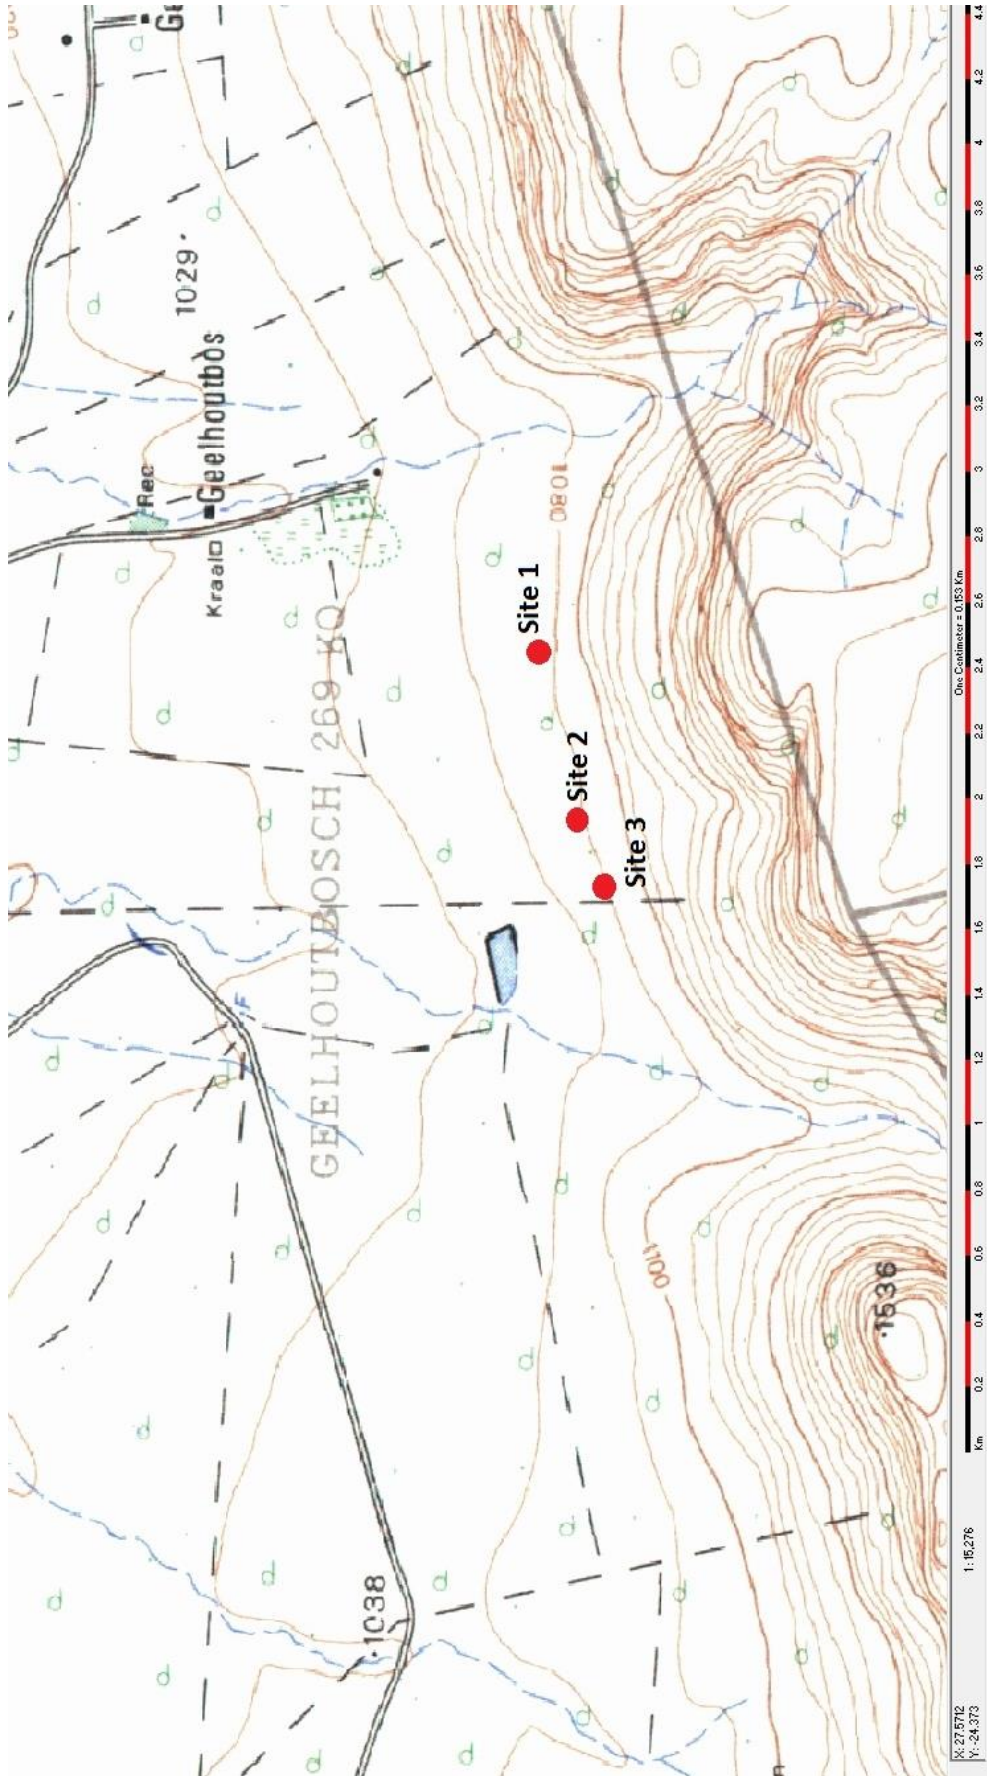 1029
Geelhoutbos
Rec
Kraal
GEELHOUTBOSCH 269 KQ
1080
Site 1
Site 2
Site 3
F
1100
1536
1038
X: 27.5712
Y: -24.373
1:15,276
One Centimeter = 0.153 Km
Km 0.2 0.4 0.6 0.8 1 1.2 1.4 1.6 1.8 2 2.2 2.4 2.6 2.8 3 3.2 3.4 3.6 3.8 4 4.2 4.4